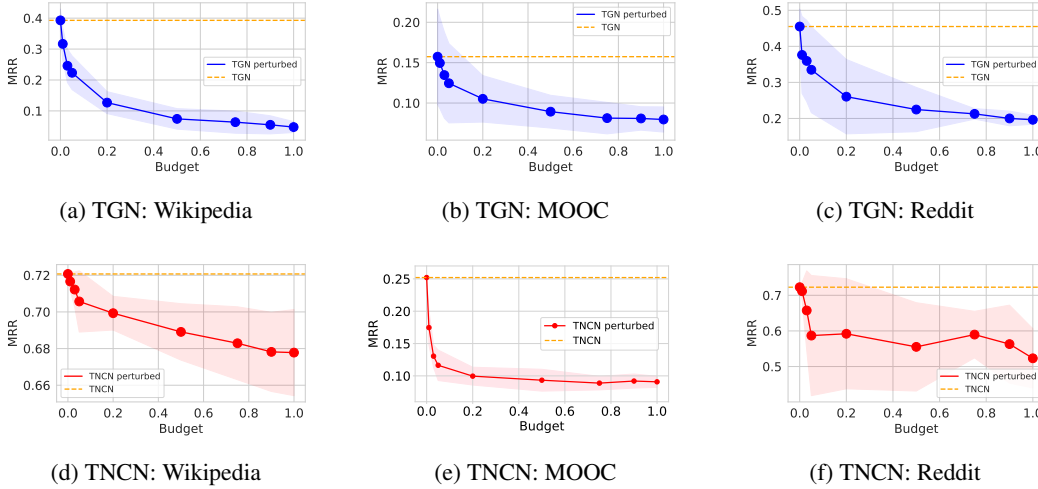 0.4
0.3
0.2
0.1
MRR
TGN perturbed
TGN
0.0 0.2 0.4 0.6 0.8 1.0
Budget
(a) TGN: Wikipedia
0.20
0.15
0.10
MRR
TGN perturbed
TGN
0.0 0.2 0.4 0.6 0.8 1.0
Budget
(b) TGN: MOOC
0.5
0.4
0.3
0.2
MRR
TGN perturbed
TGN
0.0 0.2 0.4 0.6 0.8 1.0
Budget
(c) TGN: Reddit
0.72
0.70
0.68
0.66
MRR
TNCN perturbed
TNCN
0.0 0.2 0.4 0.6 0.8 1.0
Budget
(d) TNCN: Wikipedia
0.25
0.20
0.15
0.10
MRR
TNCN perturbed
TNCN
0.0 0.2 0.4 0.6 0.8 1.0
Budget
(e) TNCN: MOOC
0.7
0.6
0.5
MRR
TNCN perturbed
TNCN
0.0 0.2 0.4 0.6 0.8 1.0
Budget
(f) TNCN: Reddit